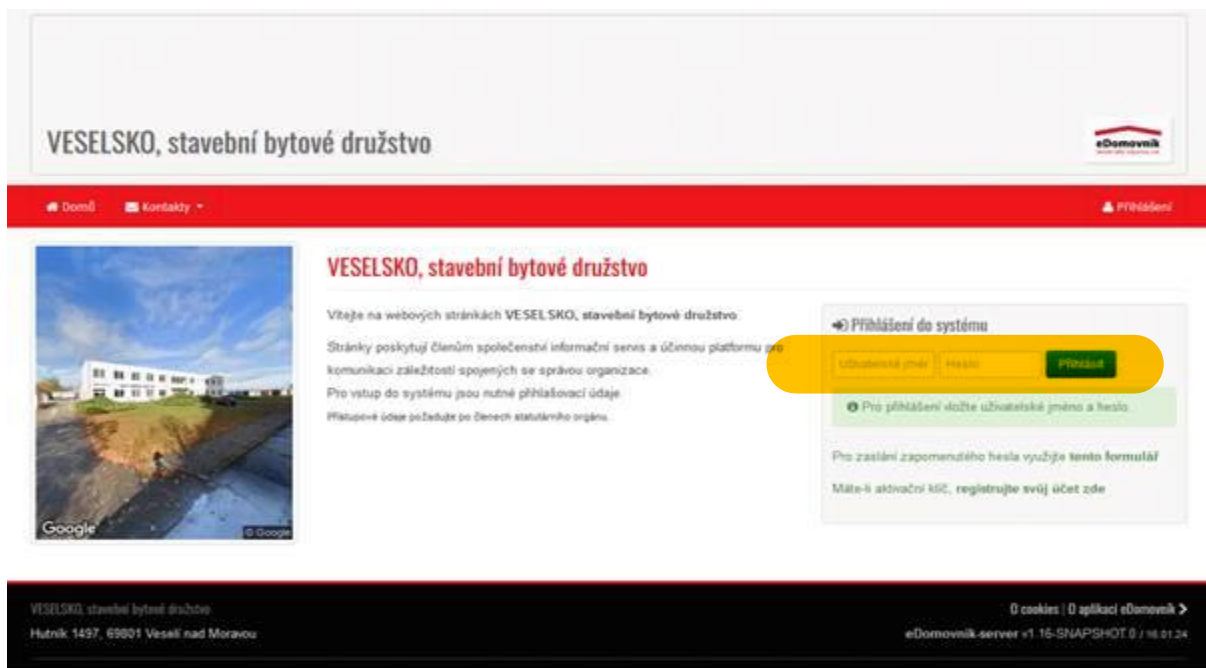 VESELSKO, stavební bytové družstvo
eDomovník
Domů
Kontakty
Přihlášení
VESELSKO, stavební bytové družstvo
Vítejte na webových stránkách VESELSKO, stavební bytové družstvo
Stránky poskytují členům společenství informační servis a účinnou platformu pro
komunikaci záležitostí spojených se správou organizace.
Pro vstup do systému jsou nutné přihlašovací údaje
Přístupové údaje požadujte po členech statutárního orgánu.
Google
© Google
Přihlášení do systému
Uživatelské jmér
Heslo
Přihlásit
Pro přihlášení vložte uživatelské jméno a heslo.
Pro zaslání zapomenutého hesla využijte tento formulář
Máte-li aktivační klíč, registrujte svůj účet zde
VESELSKO, stavební bytové družstvo
Hutník 1497, 69801 Veselí nad Moravou
O cookies | O aplikaci eDomovník
eDomovník-server v1.16-SNAPSHOT.0 / 16.01.24